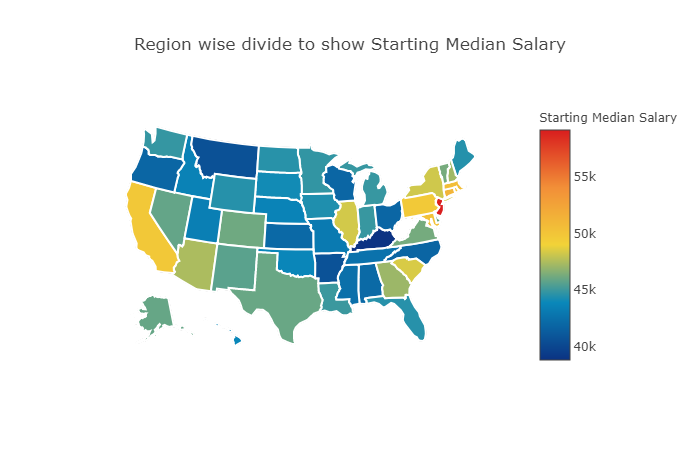 Region wise divide to show Starting Median Salary
Starting Median Salary
55k
50k
45k
40k